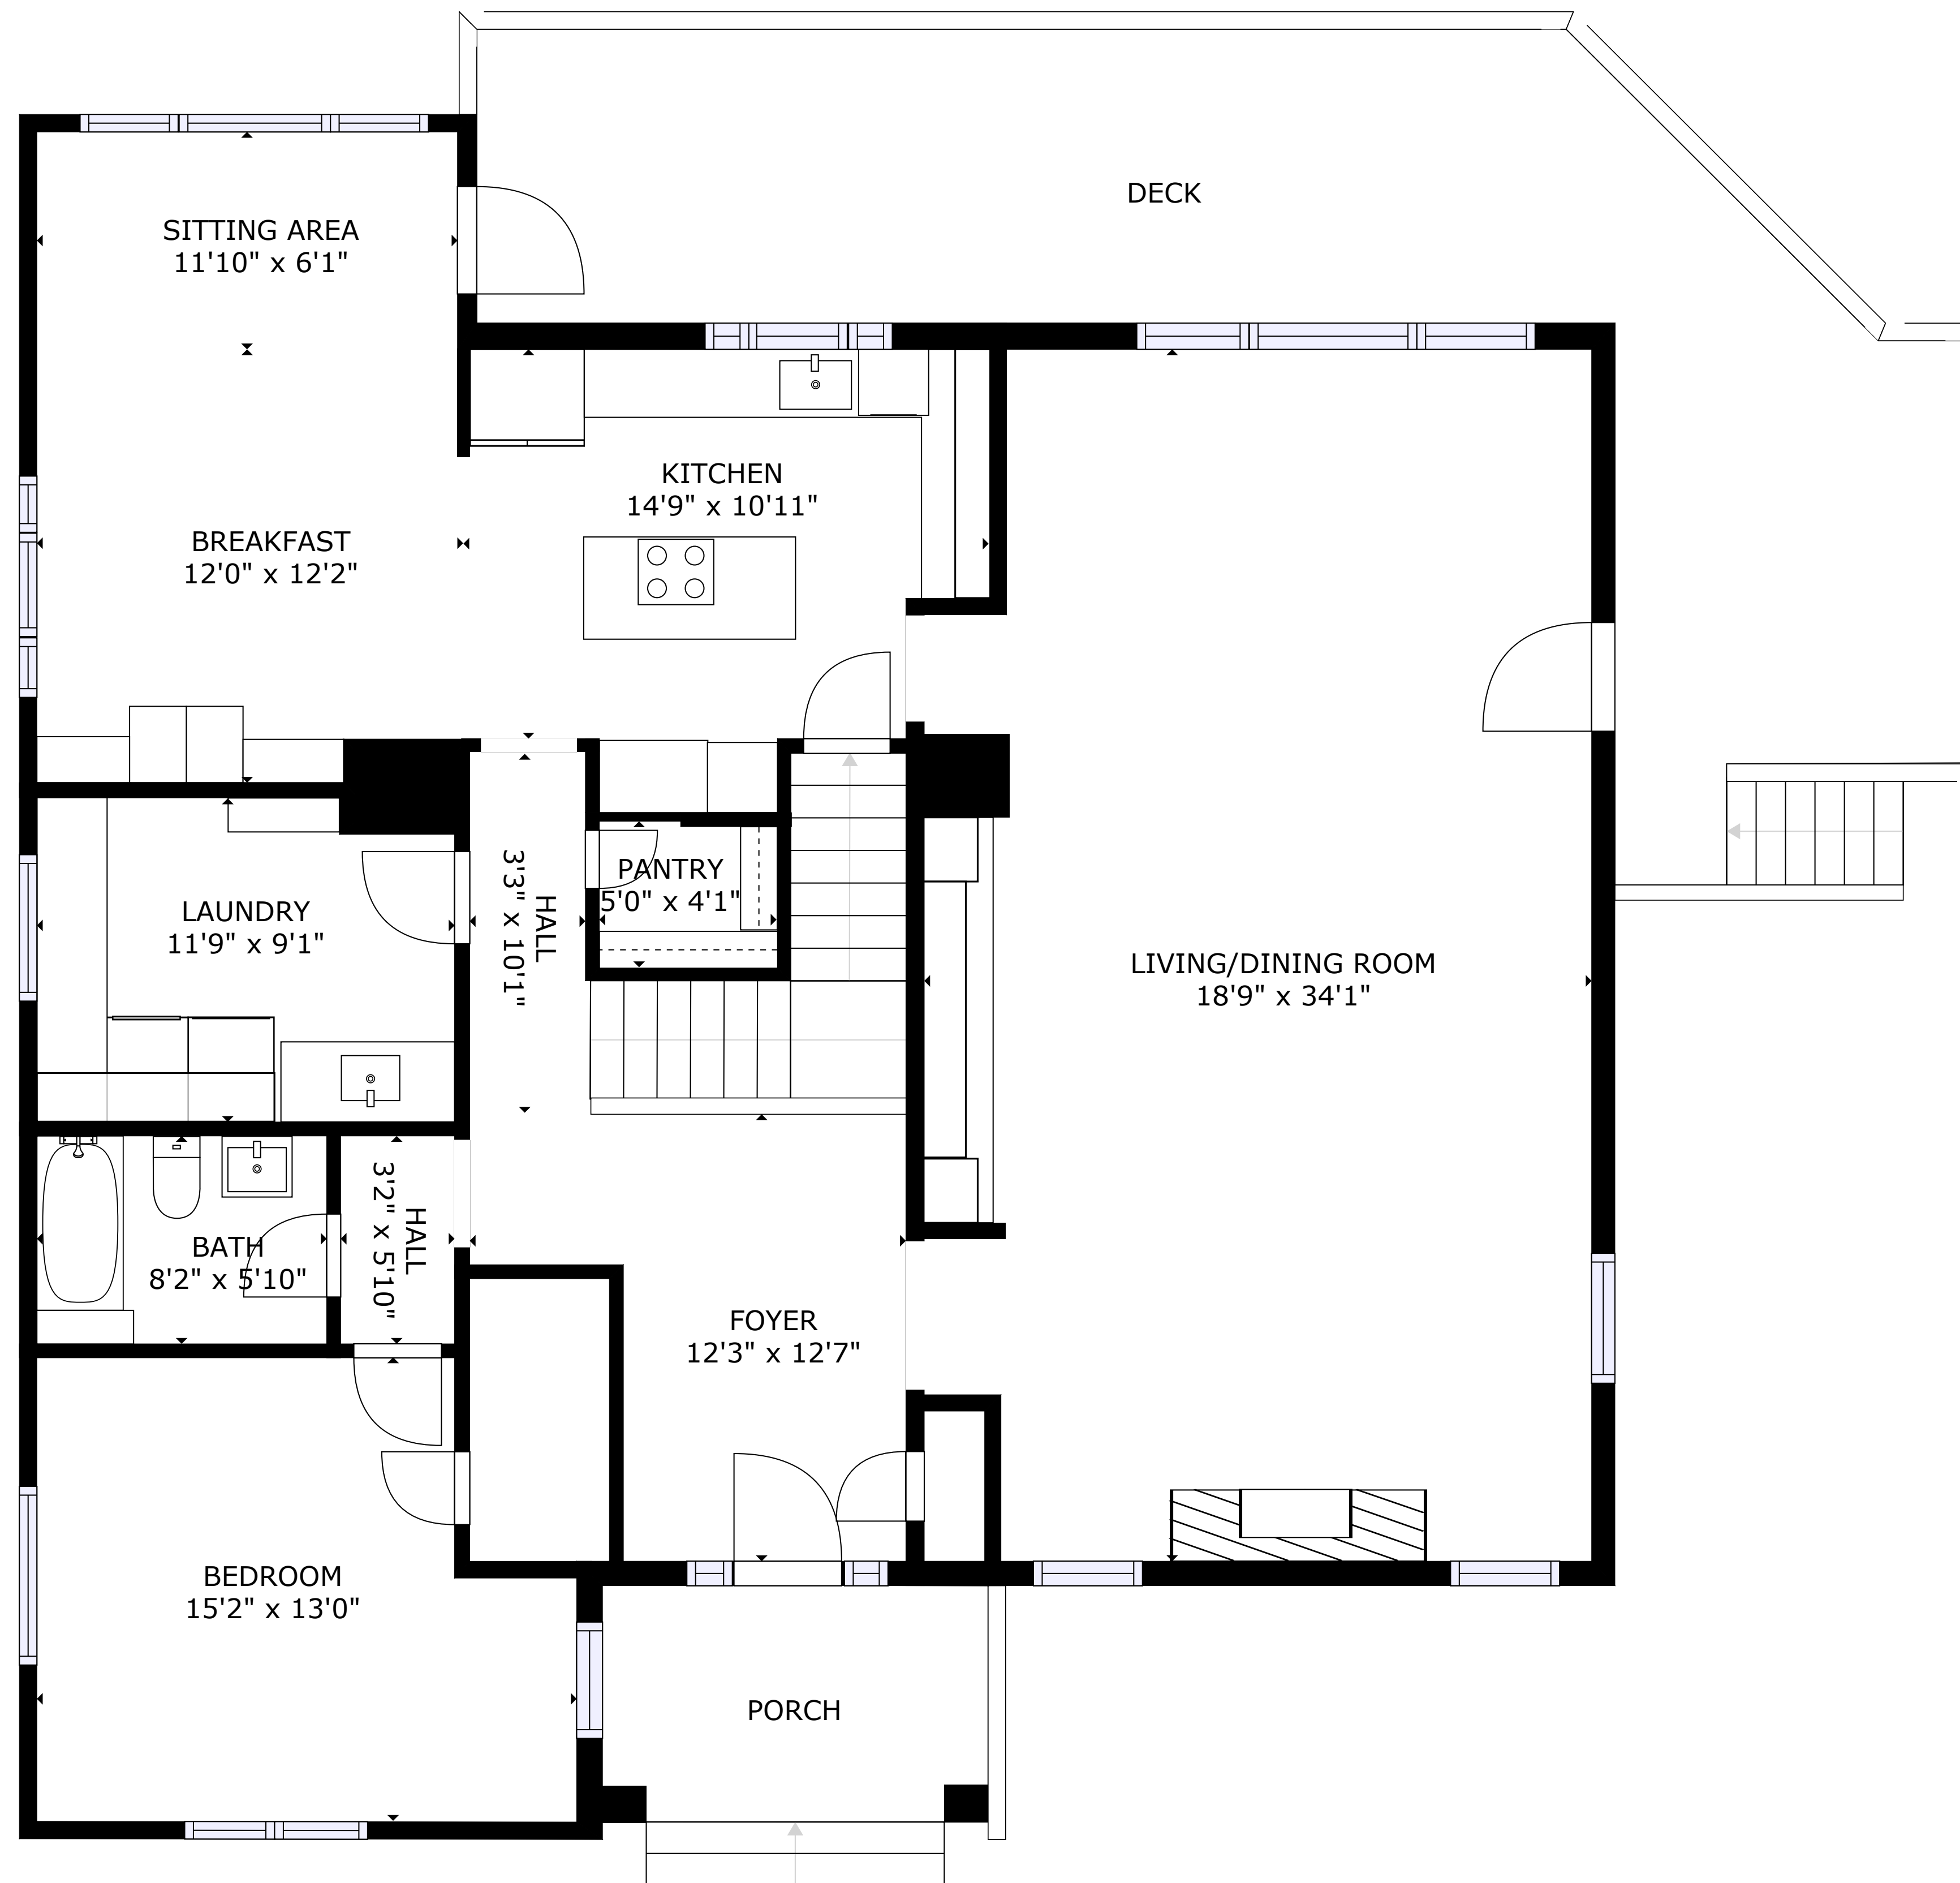 DECK
SITTING AREA
11'10" x 6'1"
KITCHEN
14'9" x 10'11"
BREAKFAST
12'0" x 12'2"
PANTRY
5'0" x 4'1"
HALL
3'3" x 10'1"
LAUNDRY
11'9" x 9'1"
LIVING/DINING ROOM
18'9" x 34'1"
HALL
3'2" x 5'10"
BATH
8'2" x 5'10"
FOYER
12'3" x 12'7"
BEDROOM
15'2" x 13'0"
PORCH